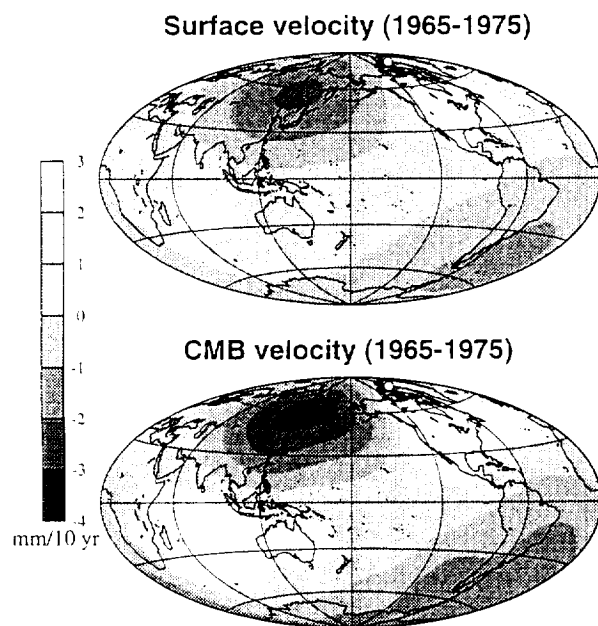 Surface velocity (1965-1975)
3
2
1
0
-1
-2
-3
-4
mm/10 yr
CMB velocity (1965-1975)